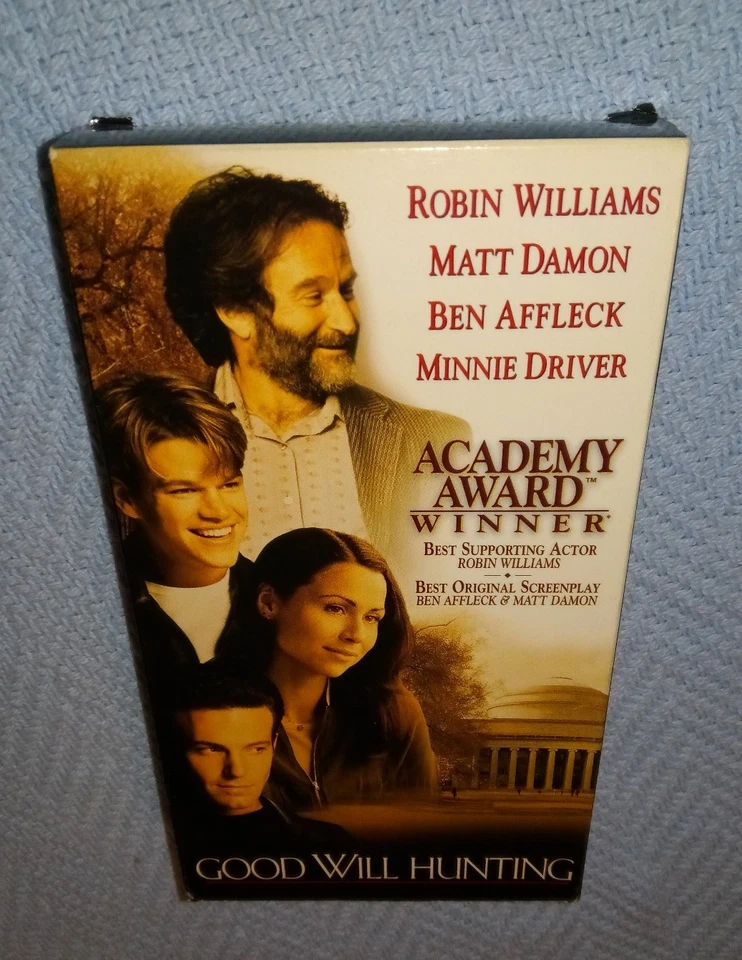 ROBIN WILLIAMS
MATT DAMON
BEN AFFLECK
MINNIE DRIVER
ACADEMY
AWARD™
WINNER®
BEST SUPPORTING ACTOR
ROBIN WILLIAMS
BEST ORIGINAL SCREENPLAY
BEN AFFLECK & MATT DAMON
GOOD WILL HUNTING